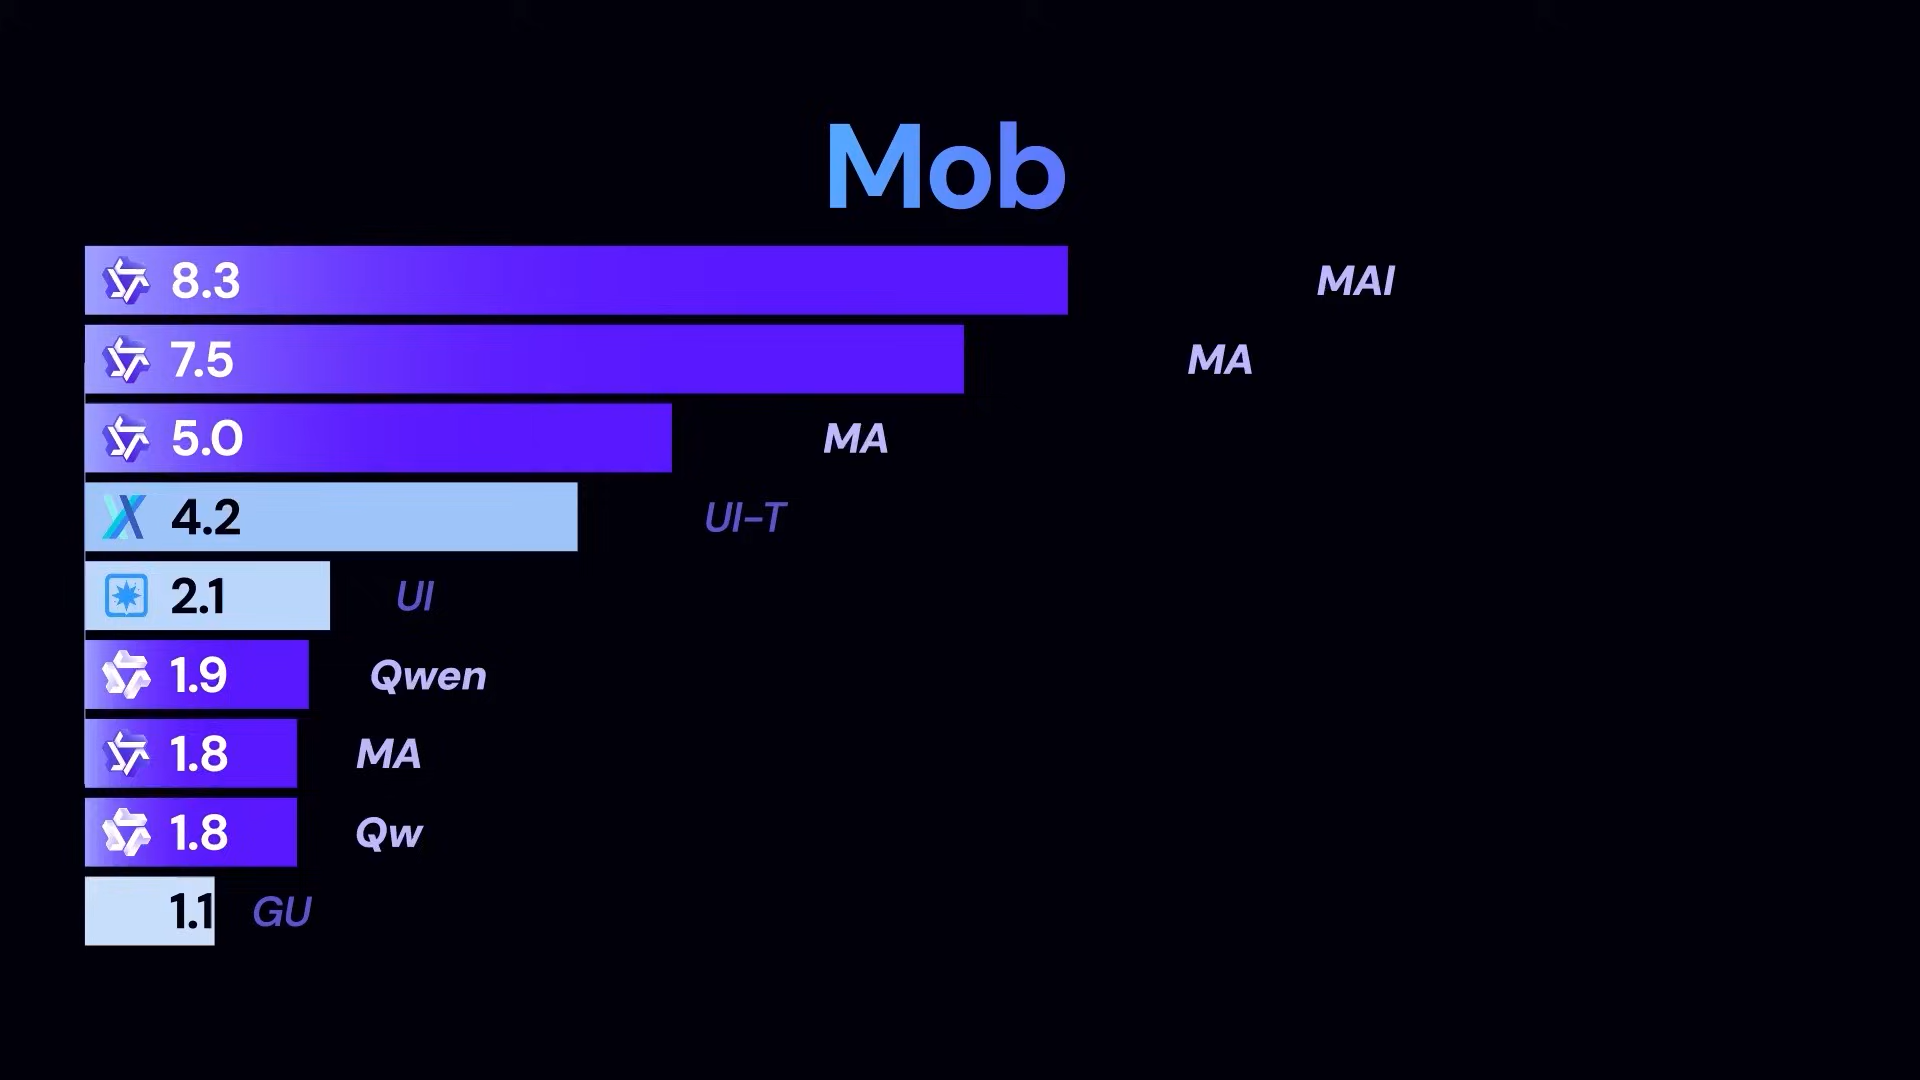 Mob
8.3 MAI
7.5 MA
5.0 MA
4.2 UI-T
2.1 UI
1.9 Qwen
1.8 MA
1.8 Qw
1.1 GU